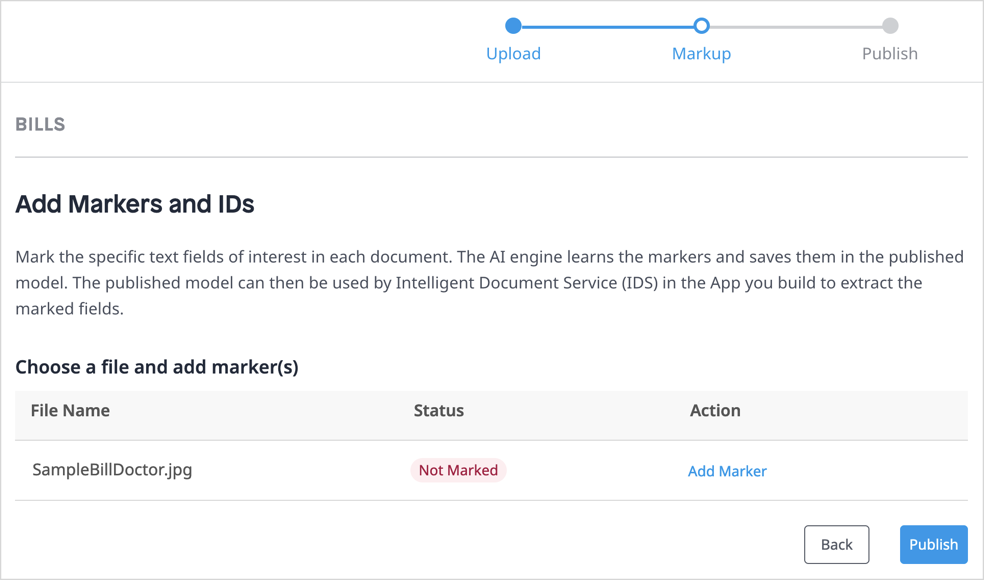 Upload Markup Publish
BILLS
Add Markers and IDs
Mark the specific text fields of interest in each document. The AI engine learns the markers and saves them in the published
model. The published model can then be used by Intelligent Document Service (IDS) in the App you build to extract the
marked fields.
Choose a file and add marker(s)
File Name Status Action
SampleBillDoctor.jpg Not Marked Add Marker
Back Publish